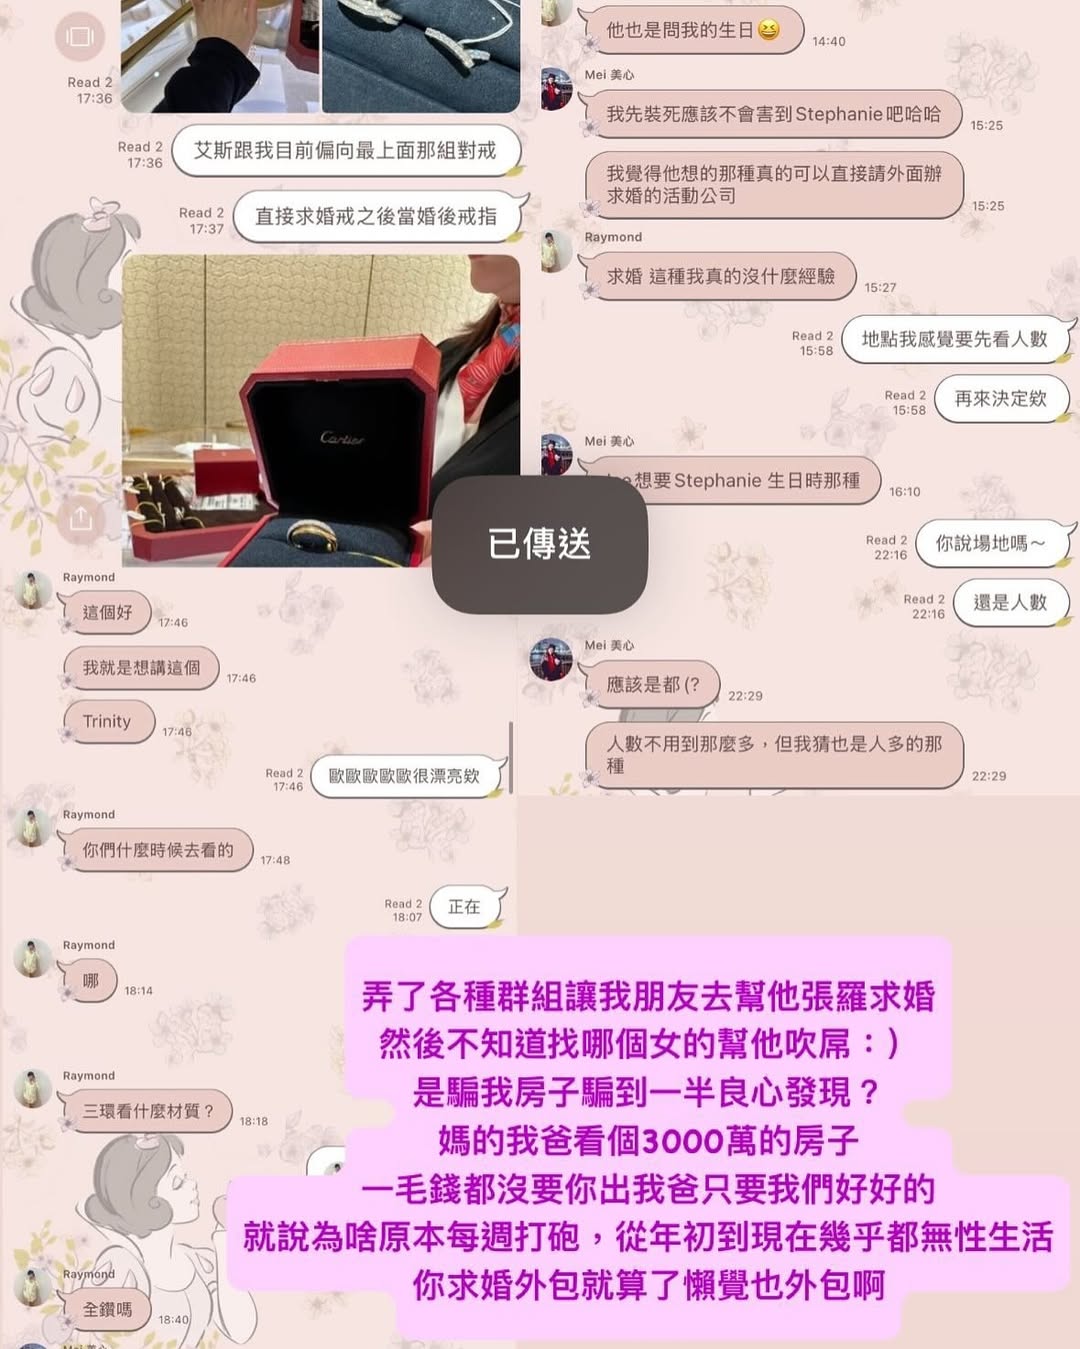 Read 2
17:36
Read 2
17:36
艾斯跟我目前偏向最上面那組對戒
Read 2
17:37
直接求婚戒之後當婚後戒指
Cartier
Raymond
這個好
17:46
我就是想講這個
17:46
Trinity
17:46
Read 2
17:46
歐歐歐歐歐很漂亮欸
Raymond
你們什麼時候去看的
17:48
Read 2
18:07
正在
Raymond
哪
18:14
Raymond
三環看什麼材質？
18:18
Raymond
全鑽嗎
18:40
Mei 美心
他也是問我的生日😆
14:40
Mei 美心
我先裝死應該不會害到Stephanie吧哈哈
15:25
我覺得他想的那種真的可以直接請外面辦
求婚的活動公司
15:25
Raymond
求婚 這種我真的沒什麼經驗
15:27
Read 2
15:58
地點我感覺要先看人數
Read 2
15:58
再來決定欸
Mei 美心
想要Stephanie 生日時那種
16:10
已傳送
Read 2
22:16
你說場地嗎～
Read 2
22:16
還是人數
Mei 美心
應該是都(?
22:29
人數不用到那麼多，但我猜也是人多的那
種
22:29
弄了各種群組讓我朋友去幫他張羅求婚
然後不知道找哪個女的幫他吹屌：）
是騙我房子騙到一半良心發現？
媽的我爸看個3000萬的房子
一毛錢都沒要你出我爸只要我們好好的
就說為啥原本每週打砲，從年初到現在幾乎都無性生活
你求婚外包就算了懶覺也外包啊